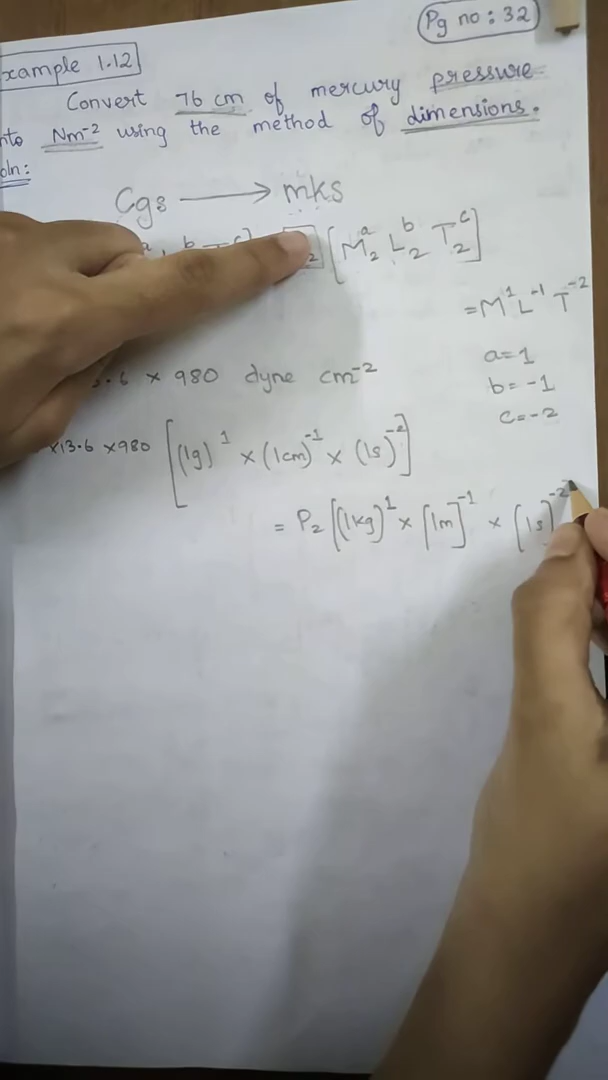 Pg no: 32
xample 1.12
Convert 76 cm of mercury pressure
nto Nm⁻² using the method of dimensions.
oln:
Cgs ⟶ mks
[M₂ᵃ L₂ᵇ T₂ᶜ]
= M¹ L⁻¹ T⁻²
a = 1
.6 × 980 dyne cm⁻²
b = -1
c = -2
×13.6 × 980 [(1g)¹ × (1cm)⁻¹ × (1s)⁻²]
= P₂ [(1kg)¹ × [1m]⁻¹ × [1s]⁻²